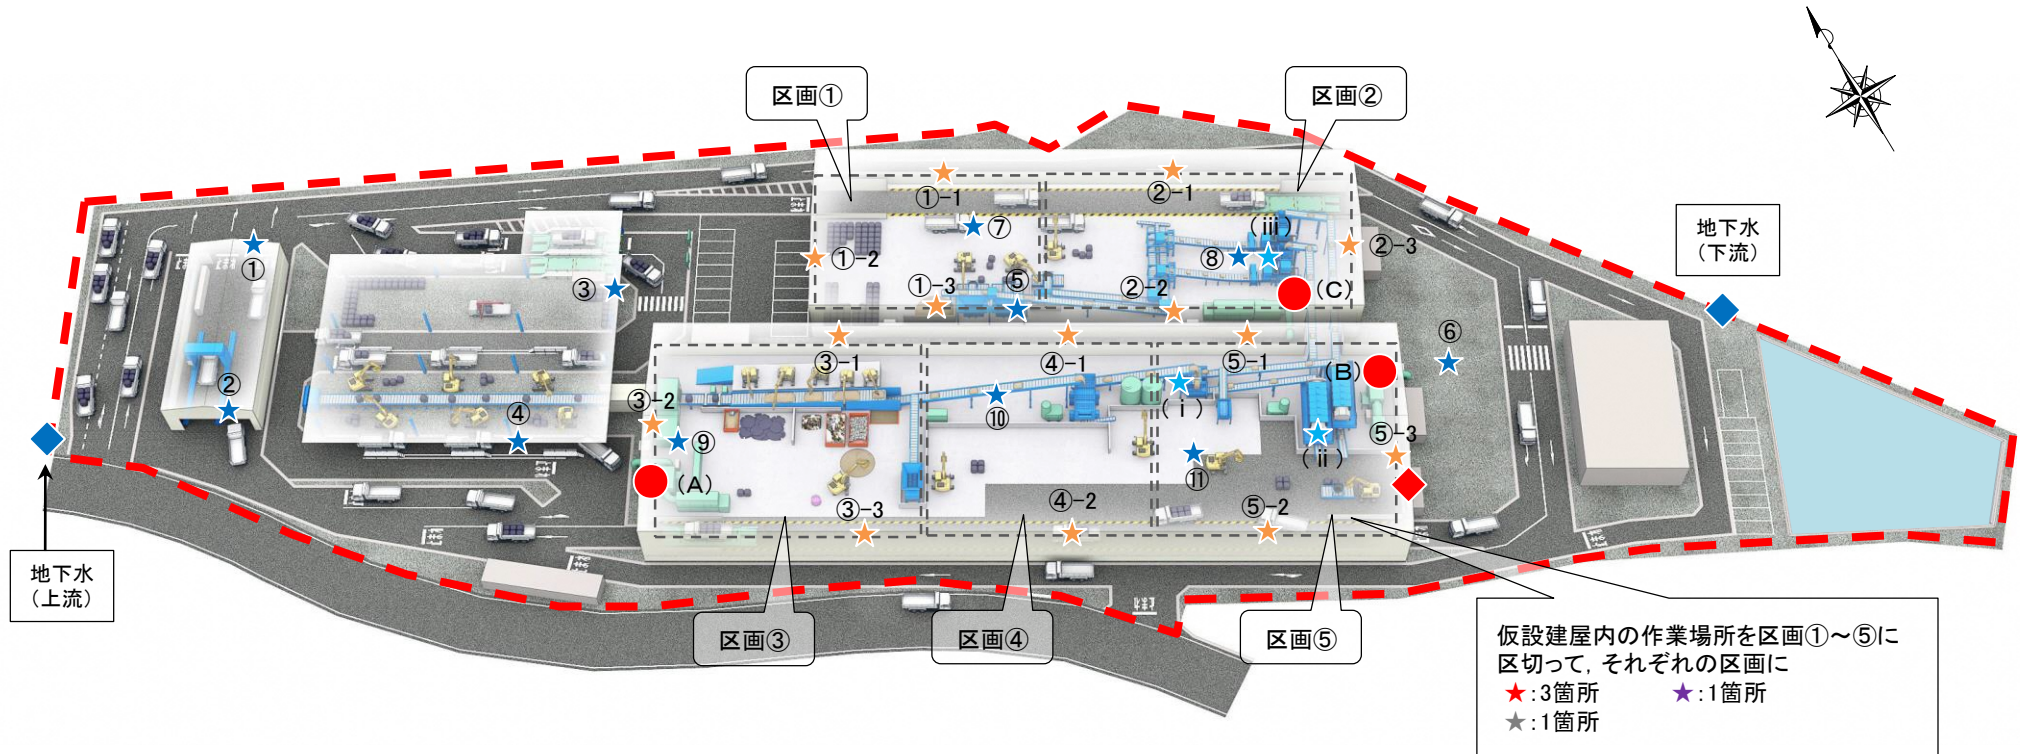 区画①
区画②
地下水
（下流）
①-1
②-1
⑦
(iii)
①
①-2
⑧
②-3
③
⑤
①-3
②-2
（C）
⑥
③-1
④-1
⑤-1
（B）
②
③-2
⑩
(i)
④
⑨
⑤-3
(ii)
⑪
（A）
④-2
③-3
⑤-2
地下水
（上流）
区画③
区画④
区画⑤
仮設建屋内の作業場所を区画①～⑤に
区切って，それぞれの区画に
★：3箇所 ★：1箇所
★：1箇所